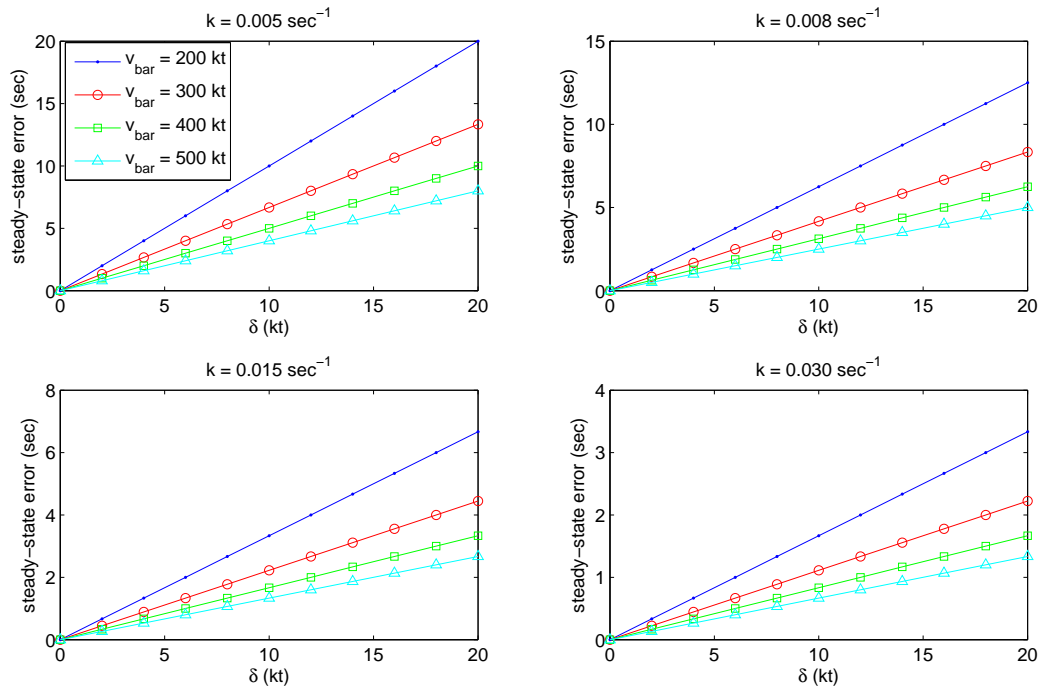 k = 0.005 sec⁻¹
steady−state error (sec)
20
15
10
5
0
v_bar = 200 kt
v_bar = 300 kt
v_bar = 400 kt
v_bar = 500 kt
0 5 10 15 20
δ (kt)
k = 0.008 sec⁻¹
steady−state error (sec)
15
10
5
0
0 5 10 15 20
δ (kt)
k = 0.015 sec⁻¹
steady−state error (sec)
8
6
4
2
0
0 5 10 15 20
δ (kt)
k = 0.030 sec⁻¹
steady−state error (sec)
4
3
2
1
0
0 5 10 15 20
δ (kt)